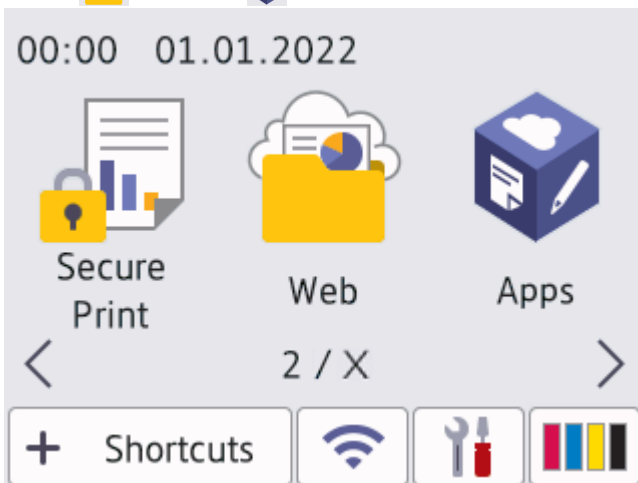 00:00 01.01.2022
Secure
Print
Web
Apps
2 / X
+ Shortcuts